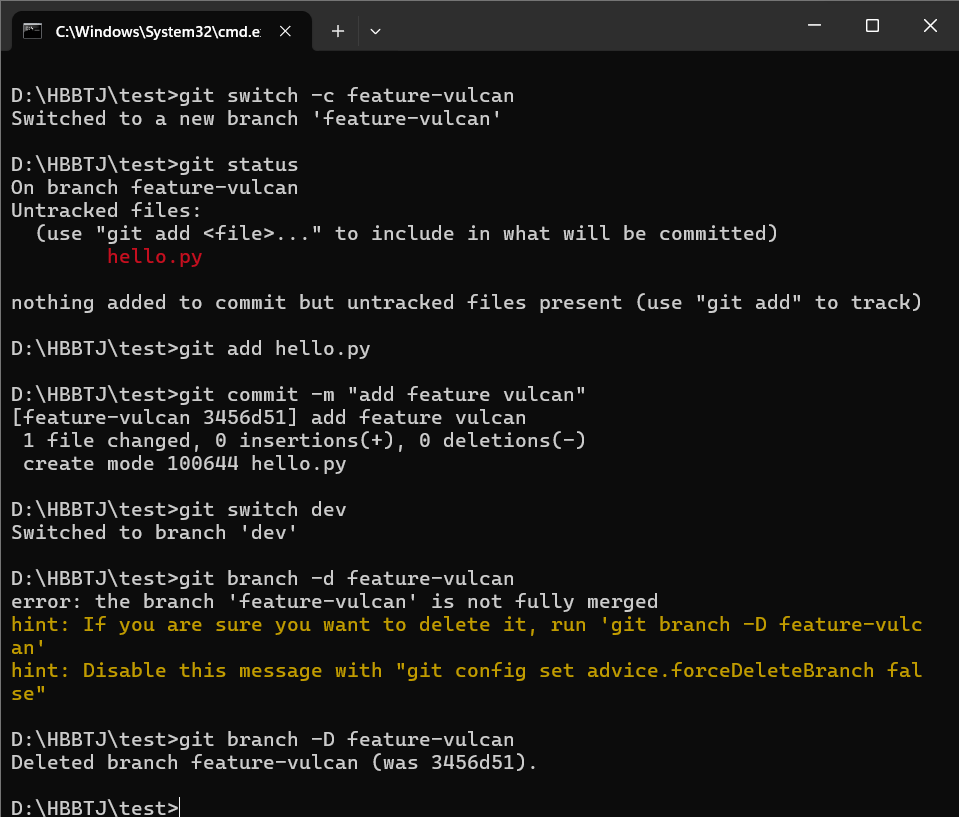 C:\Windows\System32\cmd.e
D:\HBBTJ\test>git switch -c feature-vulcan
Switched to a new branch 'feature-vulcan'
D:\HBBTJ\test>git status
On branch feature-vulcan
Untracked files:
  (use "git add <file>..." to include in what will be committed)
        hello.py
nothing added to commit but untracked files present (use "git add" to track)
D:\HBBTJ\test>git add hello.py
D:\HBBTJ\test>git commit -m "add feature vulcan"
[feature-vulcan 3456d51] add feature vulcan
 1 file changed, 0 insertions(+), 0 deletions(-)
 create mode 100644 hello.py
D:\HBBTJ\test>git switch dev
Switched to branch 'dev'
D:\HBBTJ\test>git branch -d feature-vulcan
error: the branch 'feature-vulcan' is not fully merged
hint: If you are sure you want to delete it, run 'git branch -D feature-vulc
an'
hint: Disable this message with "git config set advice.forceDeleteBranch fal
se"
D:\HBBTJ\test>git branch -D feature-vulcan
Deleted branch feature-vulcan (was 3456d51).
D:\HBBTJ\test>